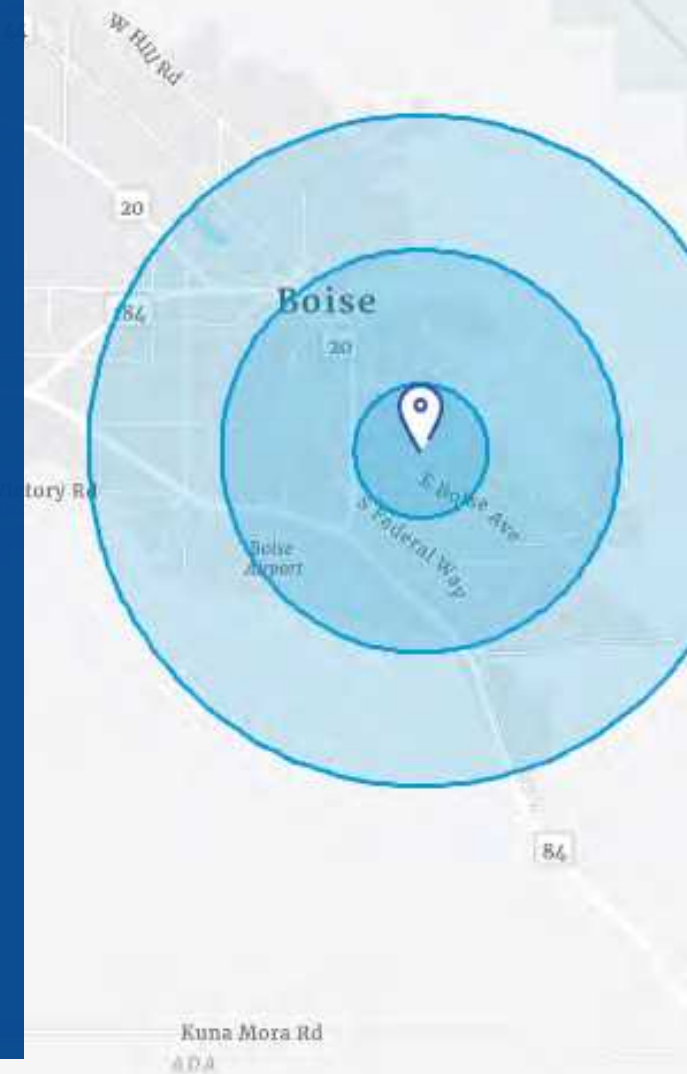 W Hill Rd
20
84
Boise
20
tory Rd
E Boise Ave
S Federal Way
Boise
Airport
84
Kuna Mora Rd
ADA